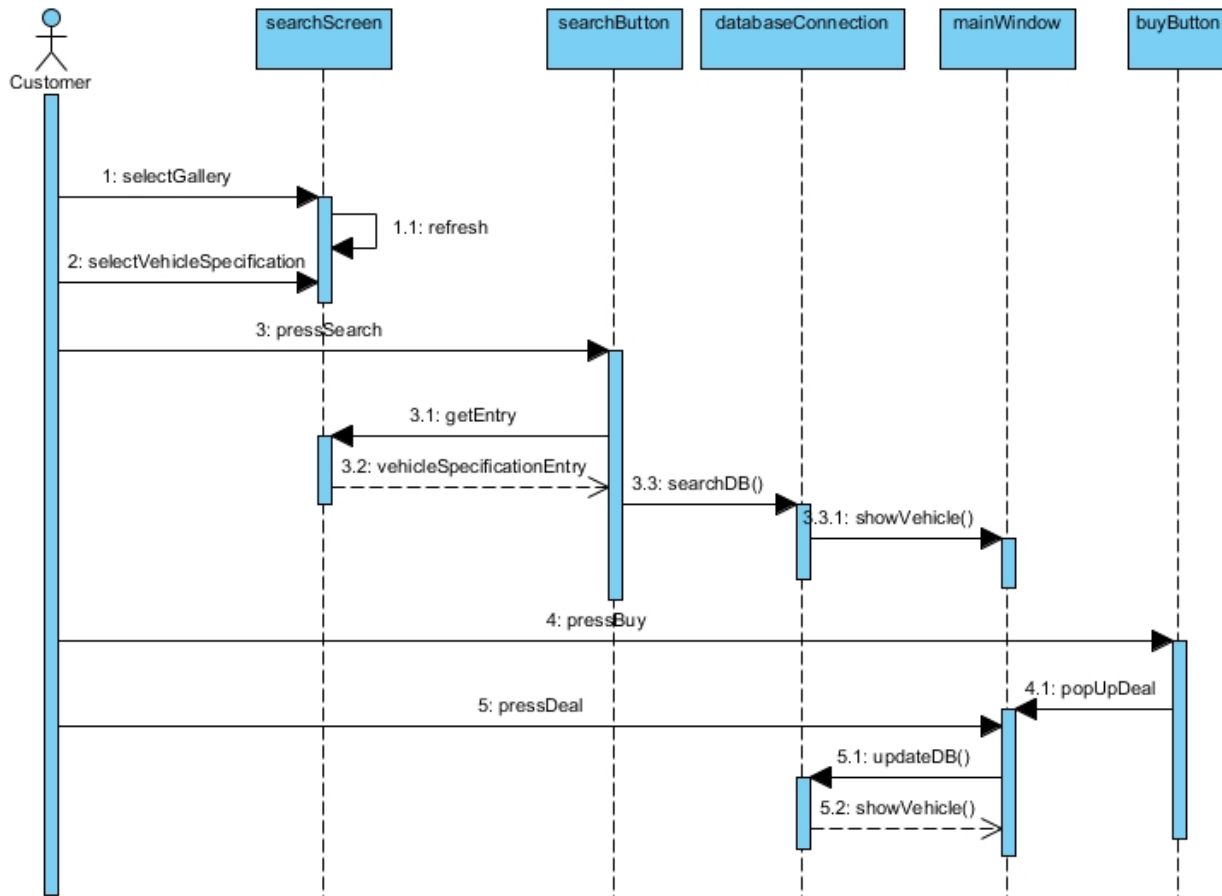 searchScreen
searchButton
databaseConnection
mainWindow
buyButton
Customer
1: selectGallery
1.1: refresh
2: selectVehicleSpecification
3: pressSearch
3.1: getEntry
3.2: vehicleSpecificationEntry
3.3: searchDB()
3.3.1: showVehicle()
4: pressBuy
4.1: popUpDeal
5: pressDeal
5.1: updateDB()
5.2: showVehicle()